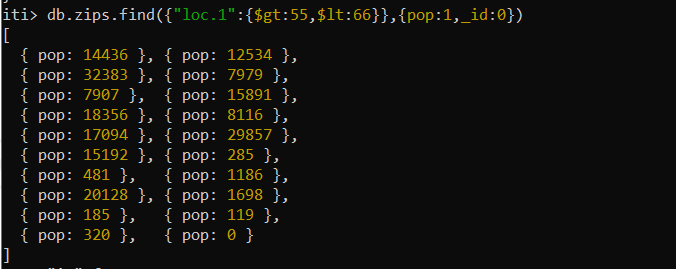 iti> db.zips.find({"loc.1":{$gt:55,$lt:66}},{pop:1,_id:0})
[
  { pop: 14436 }, { pop: 12534 },
  { pop: 32383 }, { pop: 7979 },
  { pop: 7907 },  { pop: 15891 },
  { pop: 18356 }, { pop: 8116 },
  { pop: 17094 }, { pop: 29857 },
  { pop: 15192 }, { pop: 285 },
  { pop: 481 },   { pop: 1186 },
  { pop: 20128 }, { pop: 1698 },
  { pop: 185 },   { pop: 119 },
  { pop: 320 },   { pop: 0 }
]